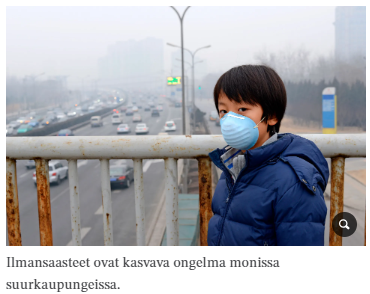 Ilmansaasteet ovat kasvava ongelma monissa
suurkaupungeissa.